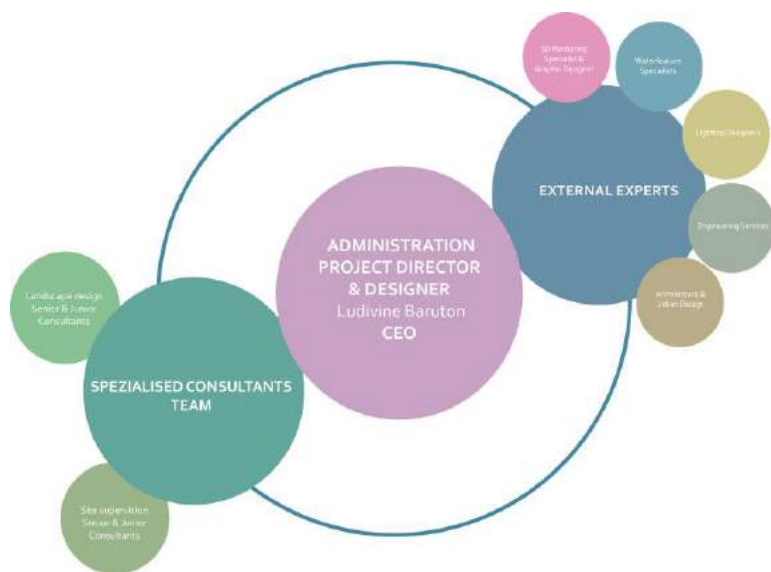 3D Rendering
Specialist &
Graphic Designer
Waterfeature
Specialists
Lighting Designers
EXTERNAL EXPERTS
Engineering Services
Architecture &
Urban Design
ADMINISTRATION
PROJECT DIRECTOR
& DESIGNER
Ludivine Baruton
CEO
Landscape design
Senior & Junior
Consultants
SPEZIALISED CONSULTANTS
TEAM
Site supervision
Senior & Junior
Consultants